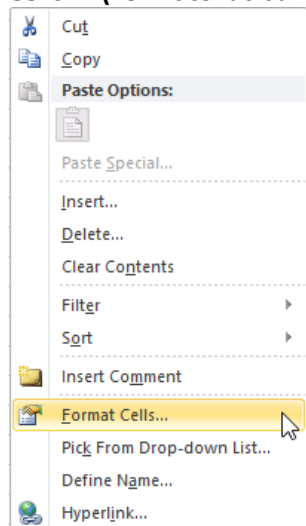 Cut
Copy
Paste Options:
Paste Special...
Insert...
Delete...
Clear Contents
Filter
Sort
Insert Comment
Format Cells...
Pick From Drop-down List...
Define Name...
Hyperlink...